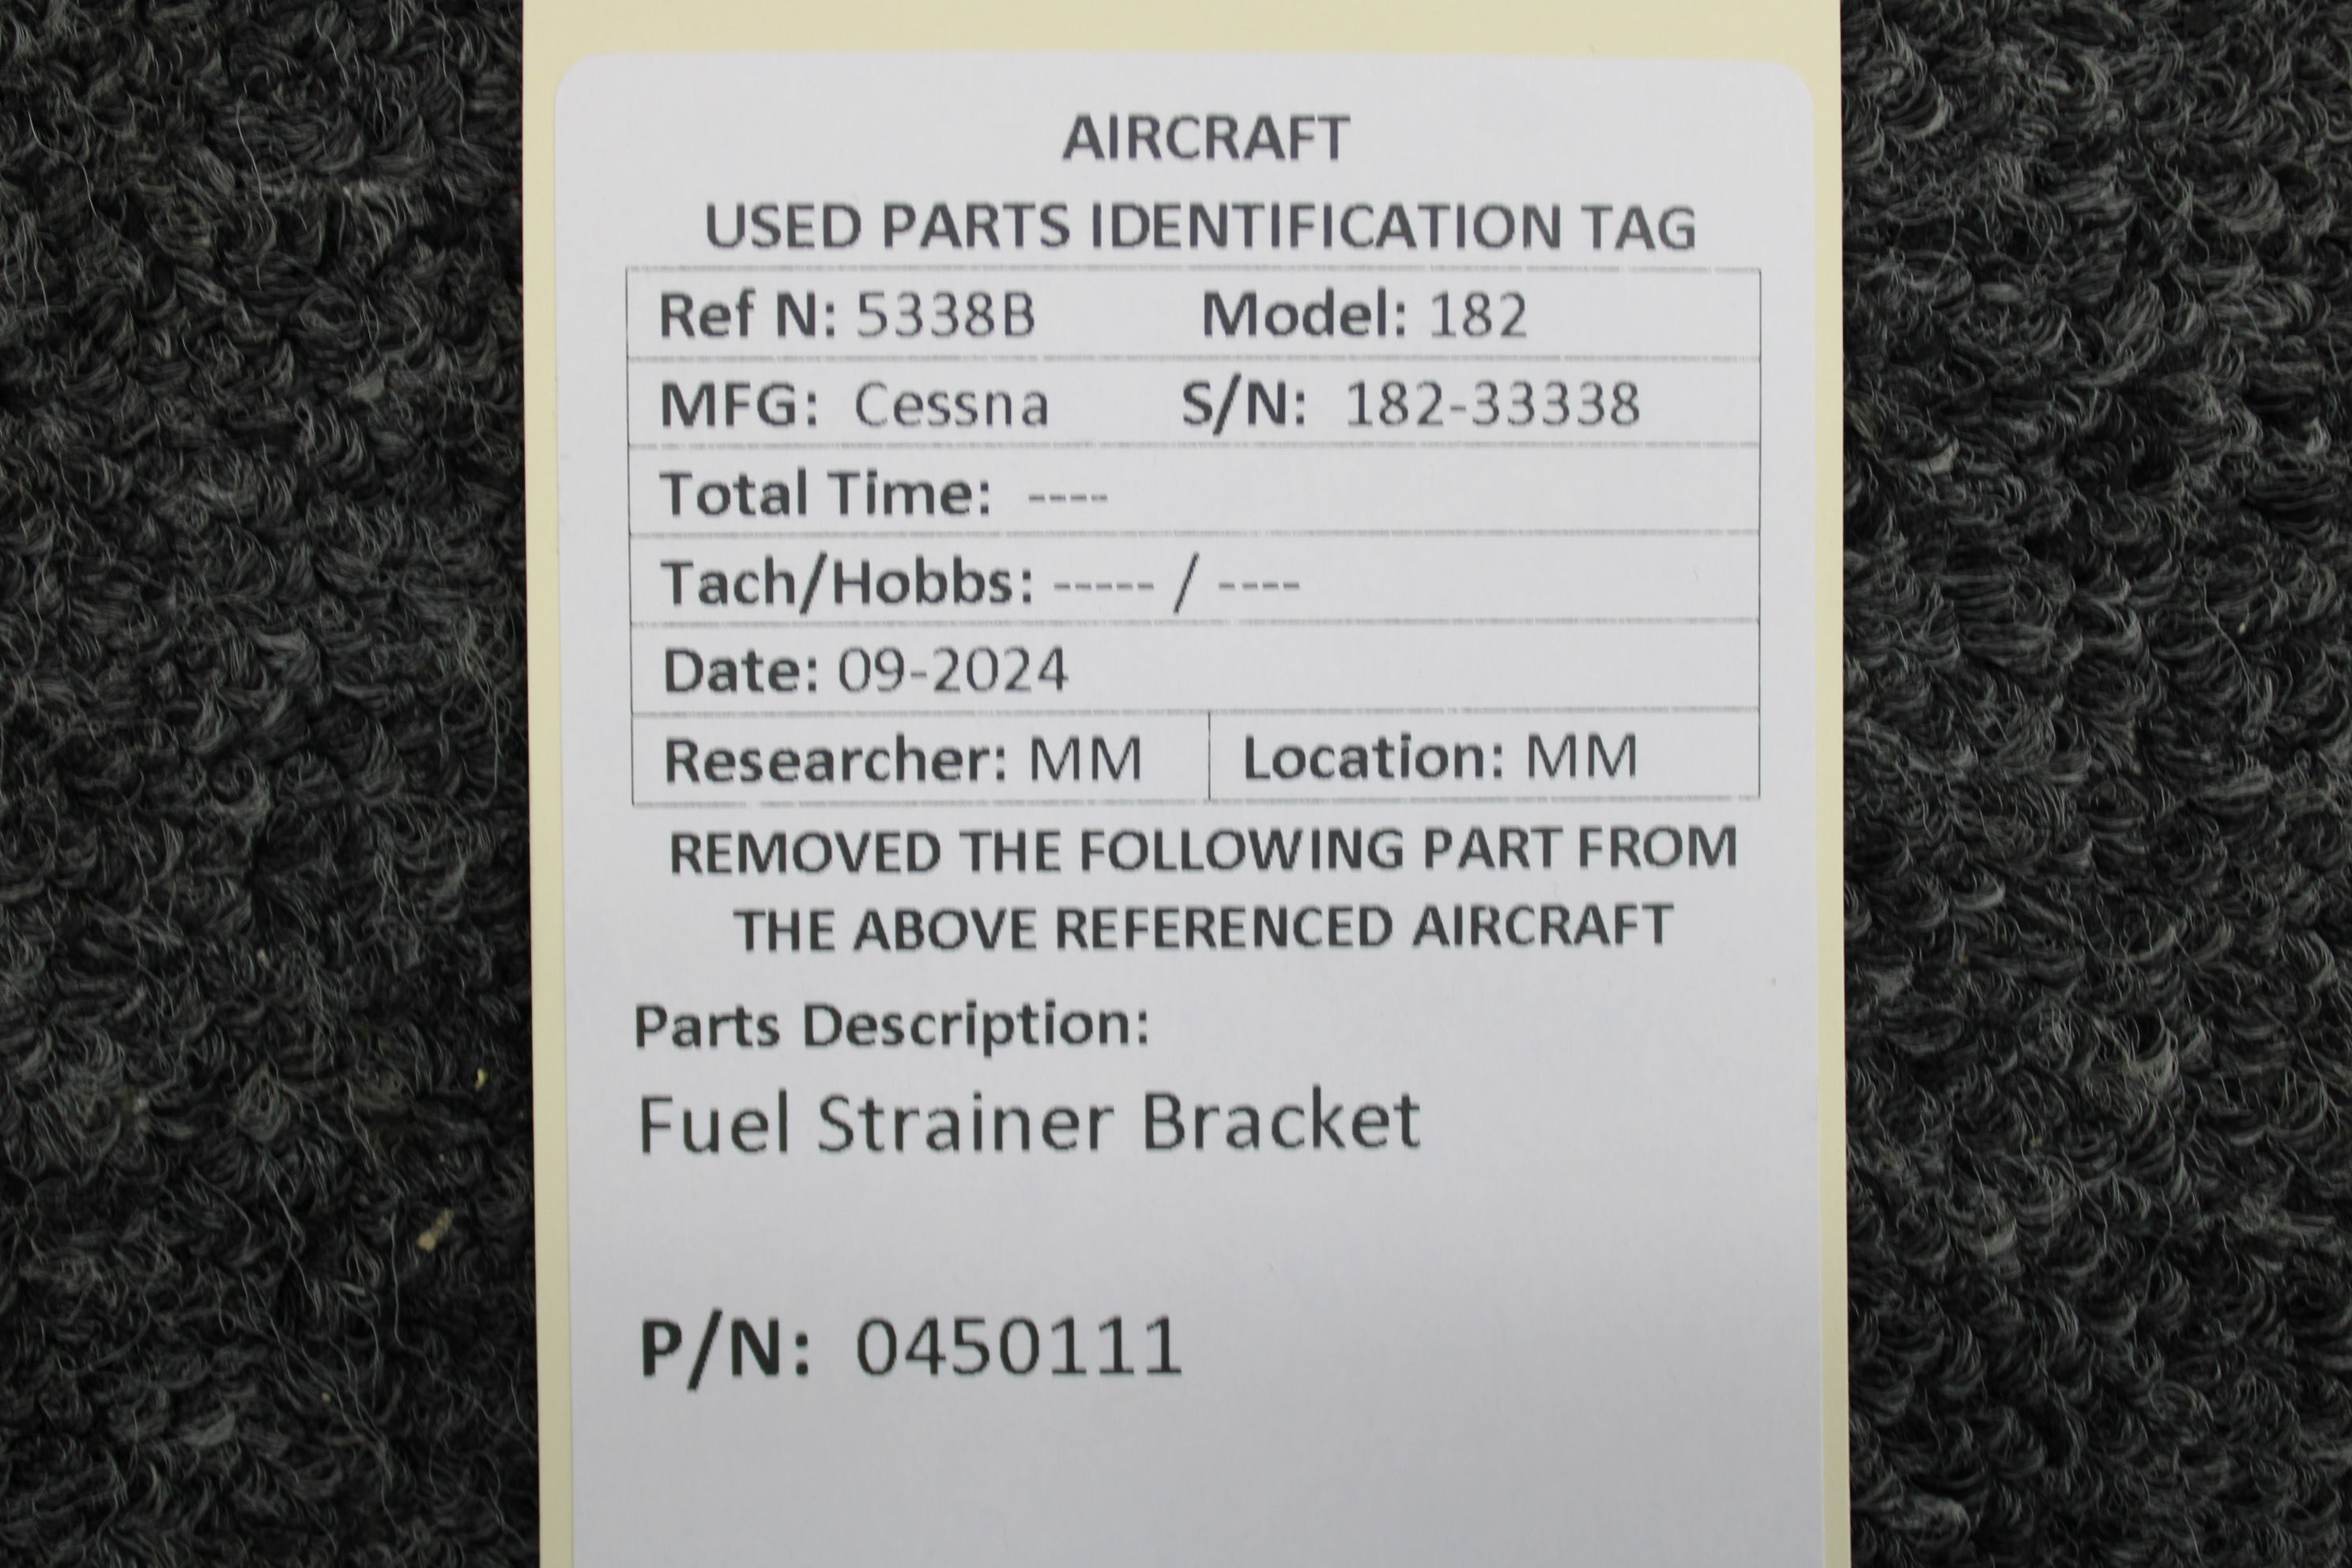 AIRCRAFT
USED PARTS IDENTIFICATION TAG
Ref N: 5338B Model: 182
MFG: Cessna S/N: 182-33338
Total Time: ----
Tach/Hobbs: ----- / ----
Date: 09-2024
Researcher: MM Location: MM
REMOVED THE FOLLOWING PART FROM
THE ABOVE REFERENCED AIRCRAFT
Parts Description:
Fuel Strainer Bracket
P/N: 0450111